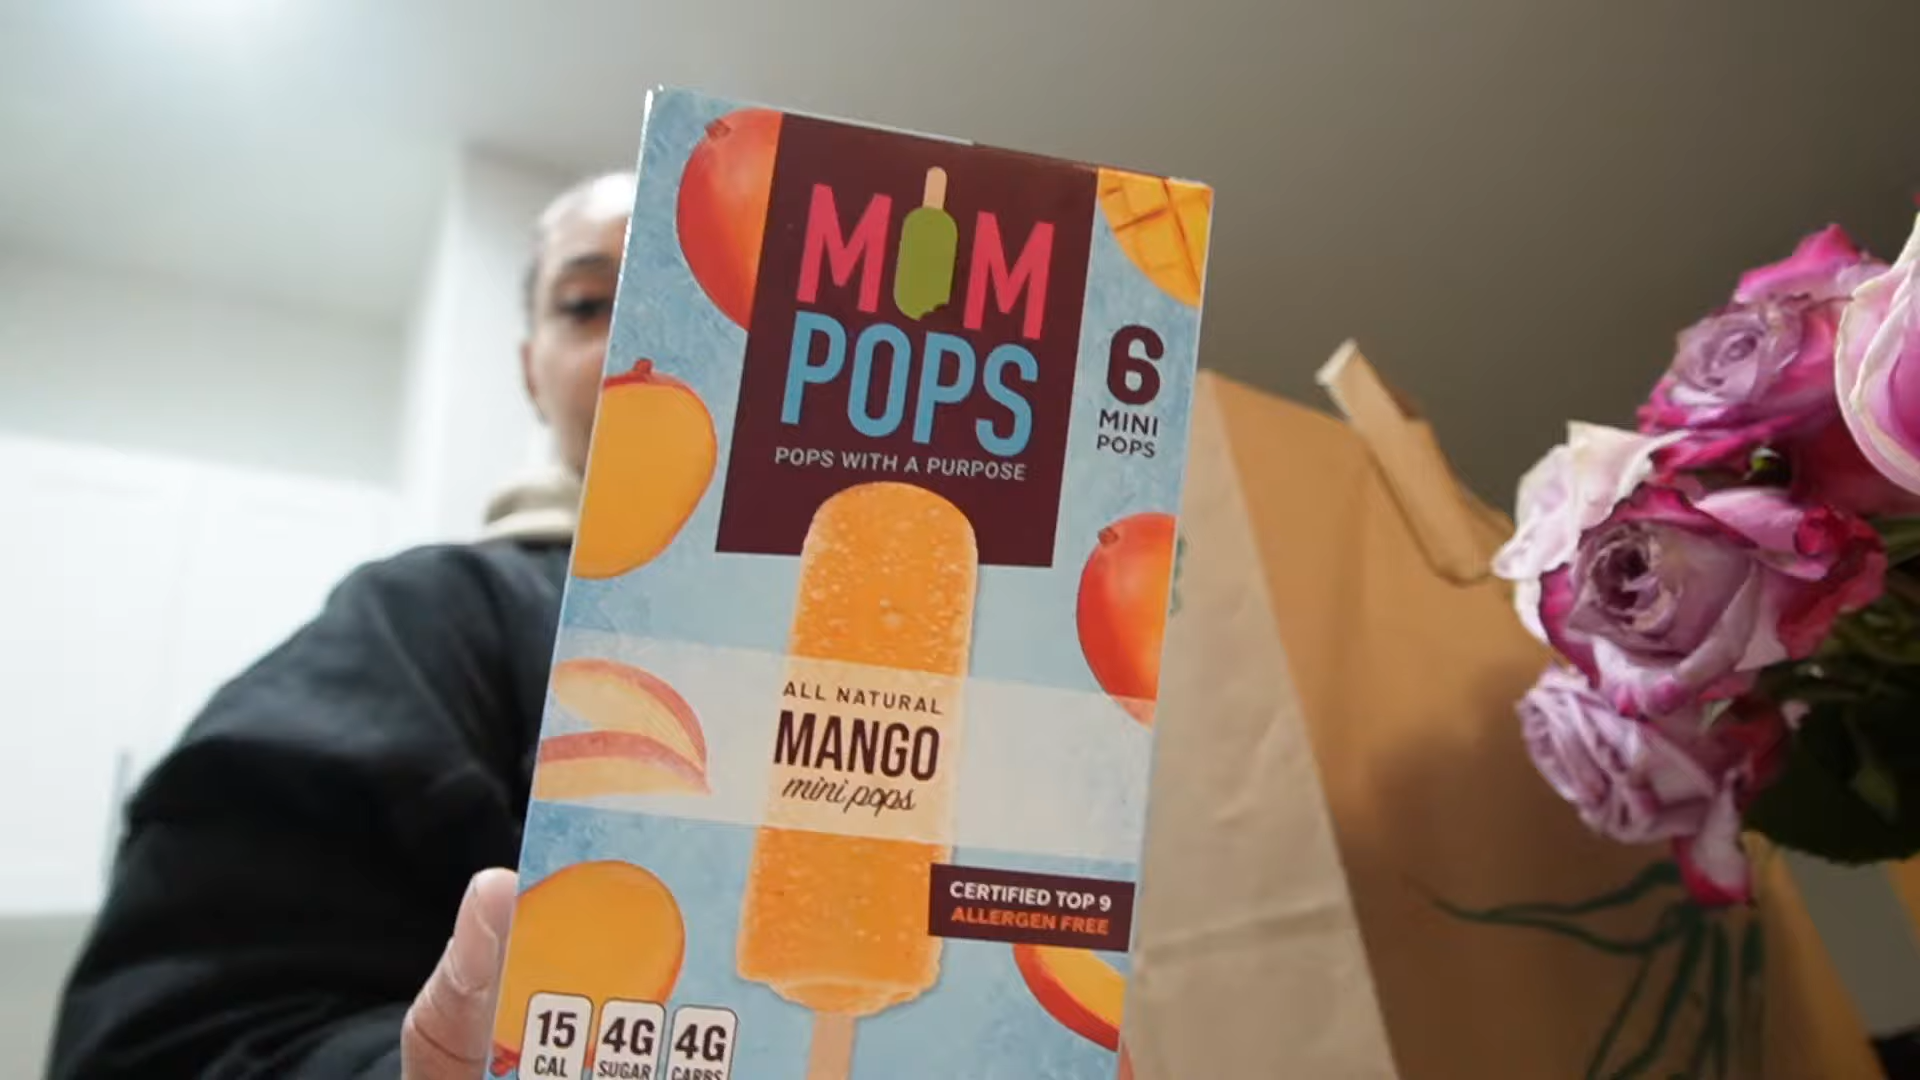 MOM
POPS
POPS WITH A PURPOSE
6
MINI
POPS
ALL NATURAL
MANGO
mini pops
CERTIFIED TOP 9
ALLERGEN FREE
15
CAL
4G
SUGAR
4G
CARBS